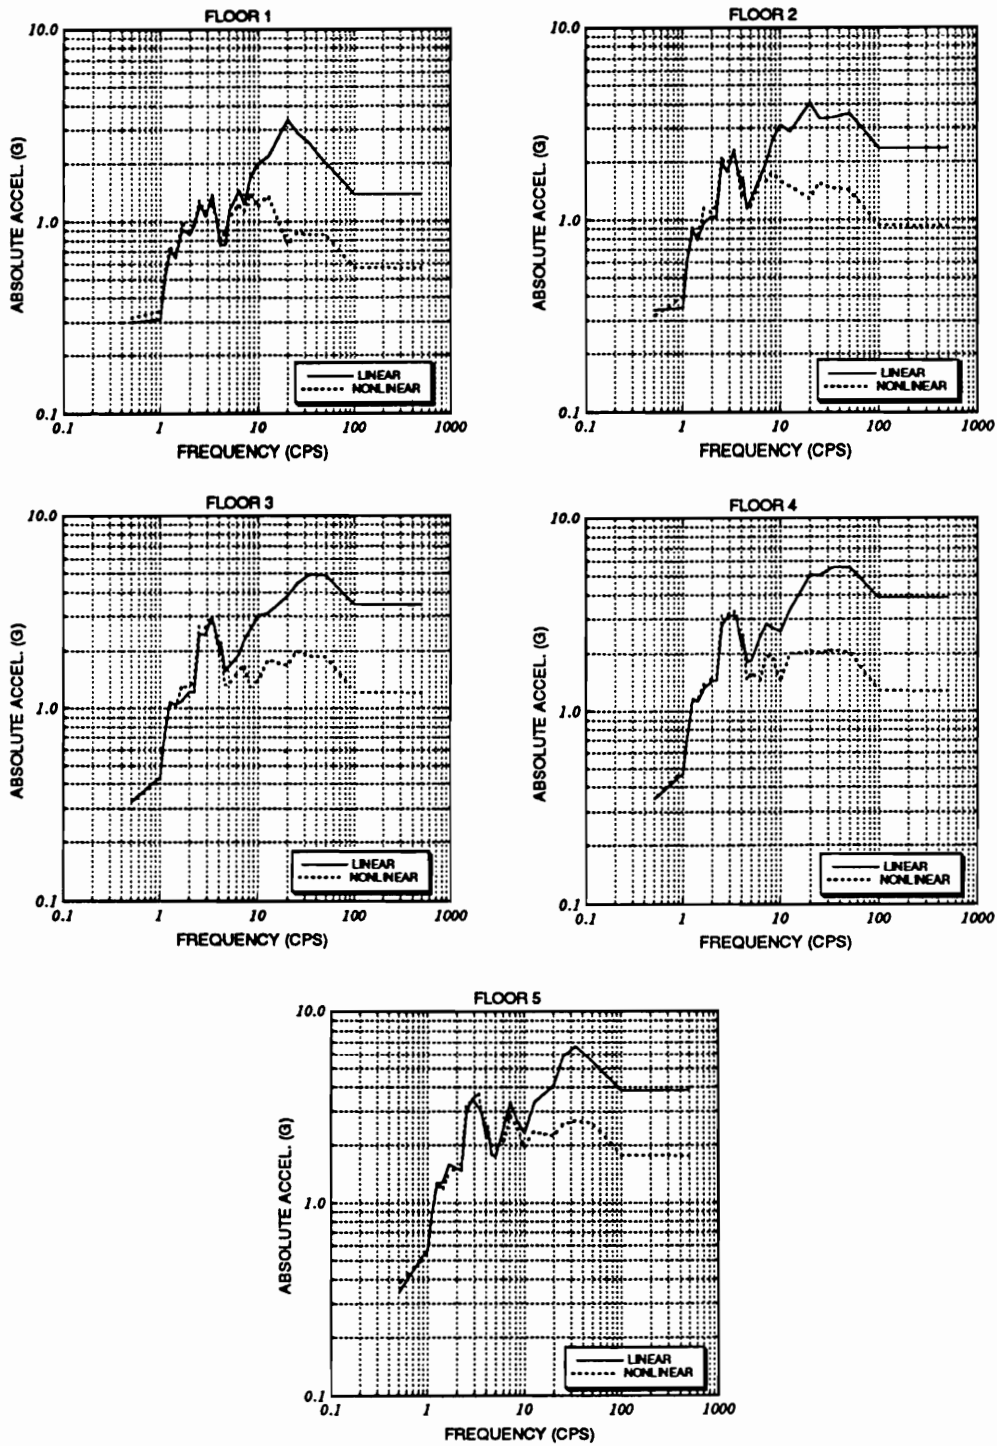 FLOOR 1
10.0
1.0
0.1
ABSOLUTE ACCEL. (G)
LINEAR
NONLINEAR
0.1 1 10 100 1000
FREQUENCY (CPS)
FLOOR 2
10.0
1.0
0.1
ABSOLUTE ACCEL. (G)
LINEAR
NONLINEAR
0.1 1 10 100 1000
FREQUENCY (CPS)
FLOOR 3
10.0
1.0
0.1
ABSOLUTE ACCEL. (G)
LINEAR
NONLINEAR
0.1 1 10 100 1000
FREQUENCY (CPS)
FLOOR 4
10.0
1.0
0.1
ABSOLUTE ACCEL. (G)
LINEAR
NONLINEAR
0.1 1 10 100 1000
FREQUENCY (CPS)
FLOOR 5
10.0
1.0
0.1
ABSOLUTE ACCEL. (G)
LINEAR
NONLINEAR
0.1 1 10 100 1000
FREQUENCY (CPS)